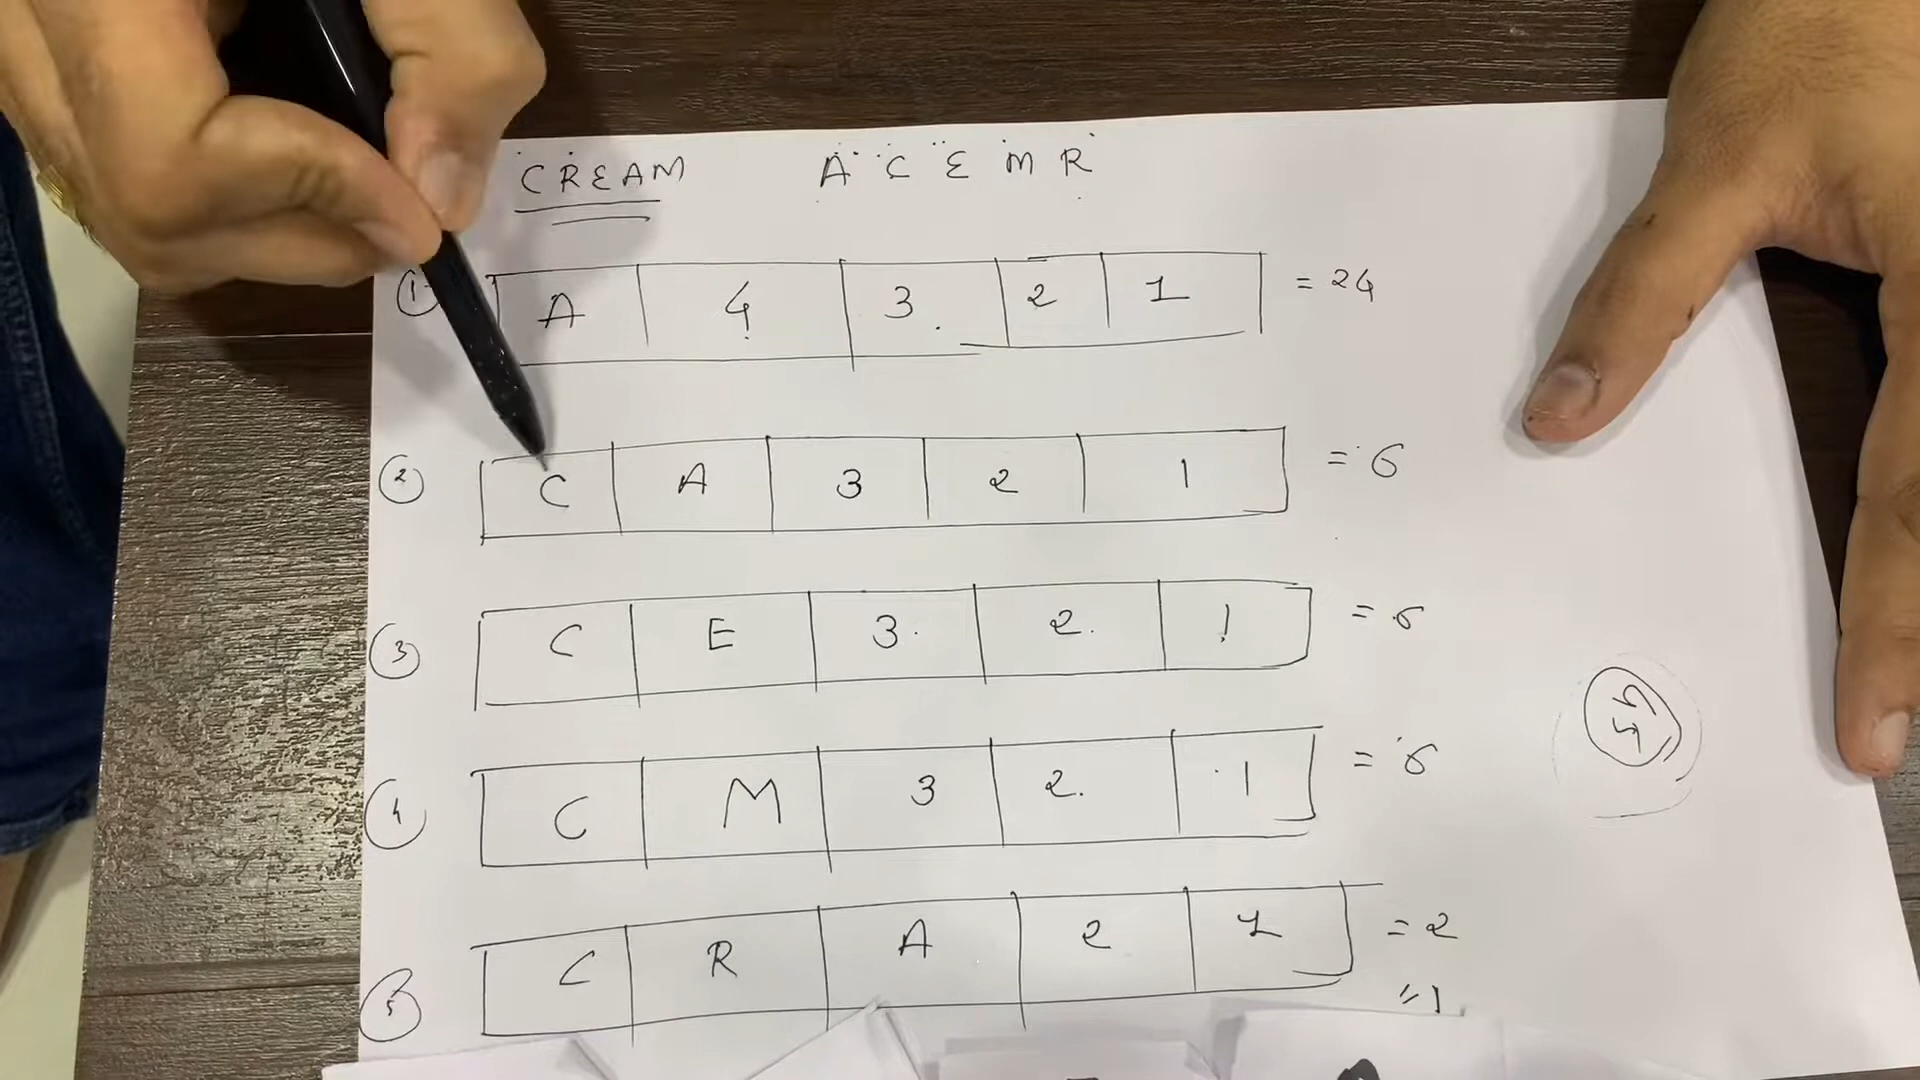 CREAM A C E M R
1 A 4 3 2 1 = 24
2 C A 3 2 1 = 6
3 C E 3 2 1 = 6
4 C M 3 2 1 = 6
5 C R A 2 1 = 2
= 1